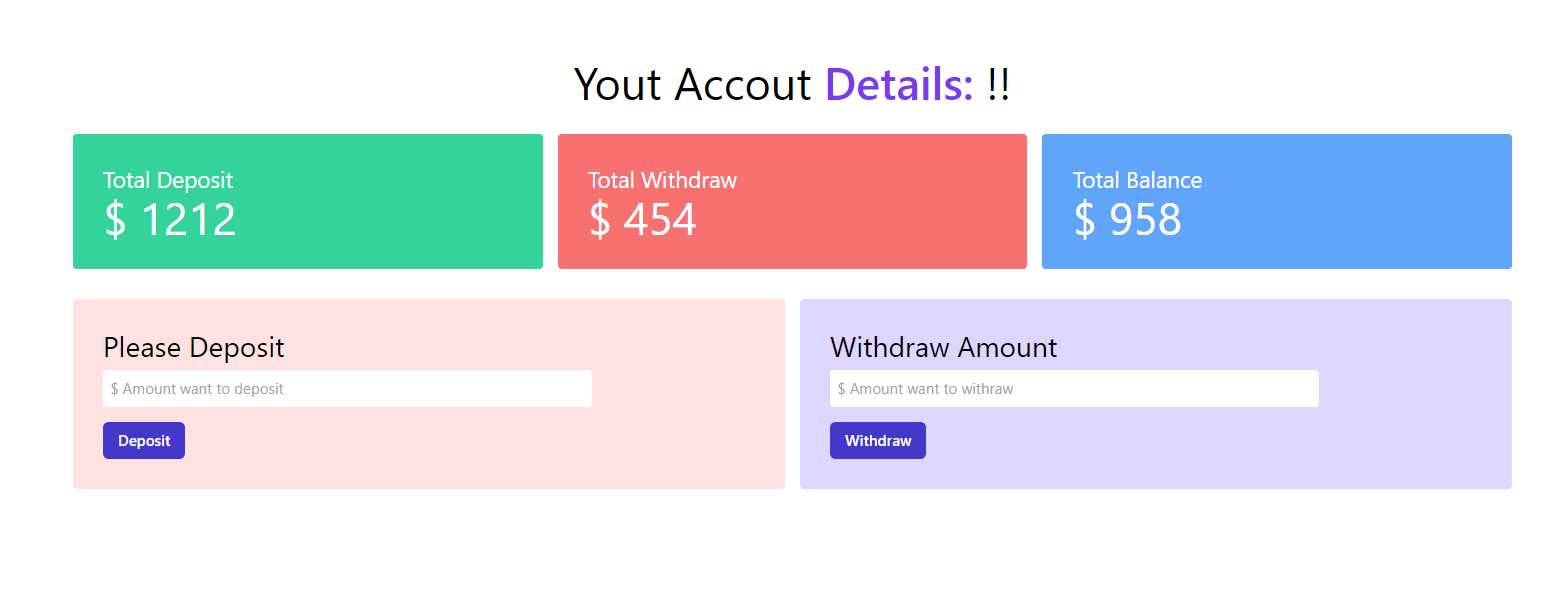 Yout Accout Details: !!
Total Deposit
$ 1212
Total Withdraw
$ 454
Total Balance
$ 958
Please Deposit
$ Amount want to deposit
Deposit
Withdraw Amount
$ Amount want to withraw
Withdraw